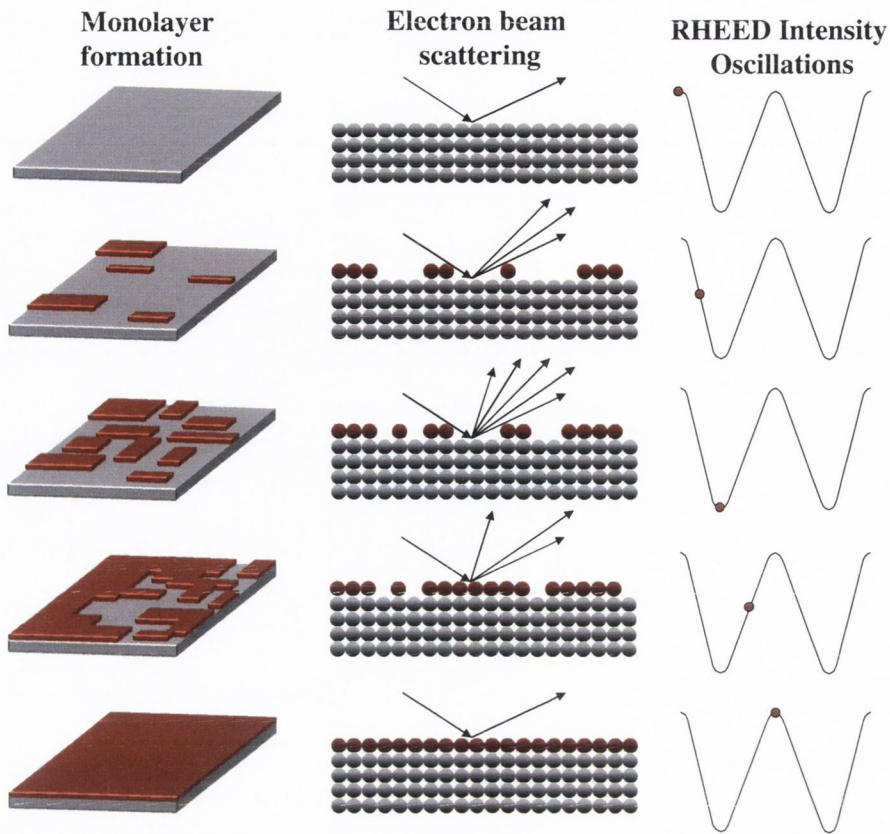 Monolayer
formation
Electron beam
scattering
RHEED Intensity
Oscillations